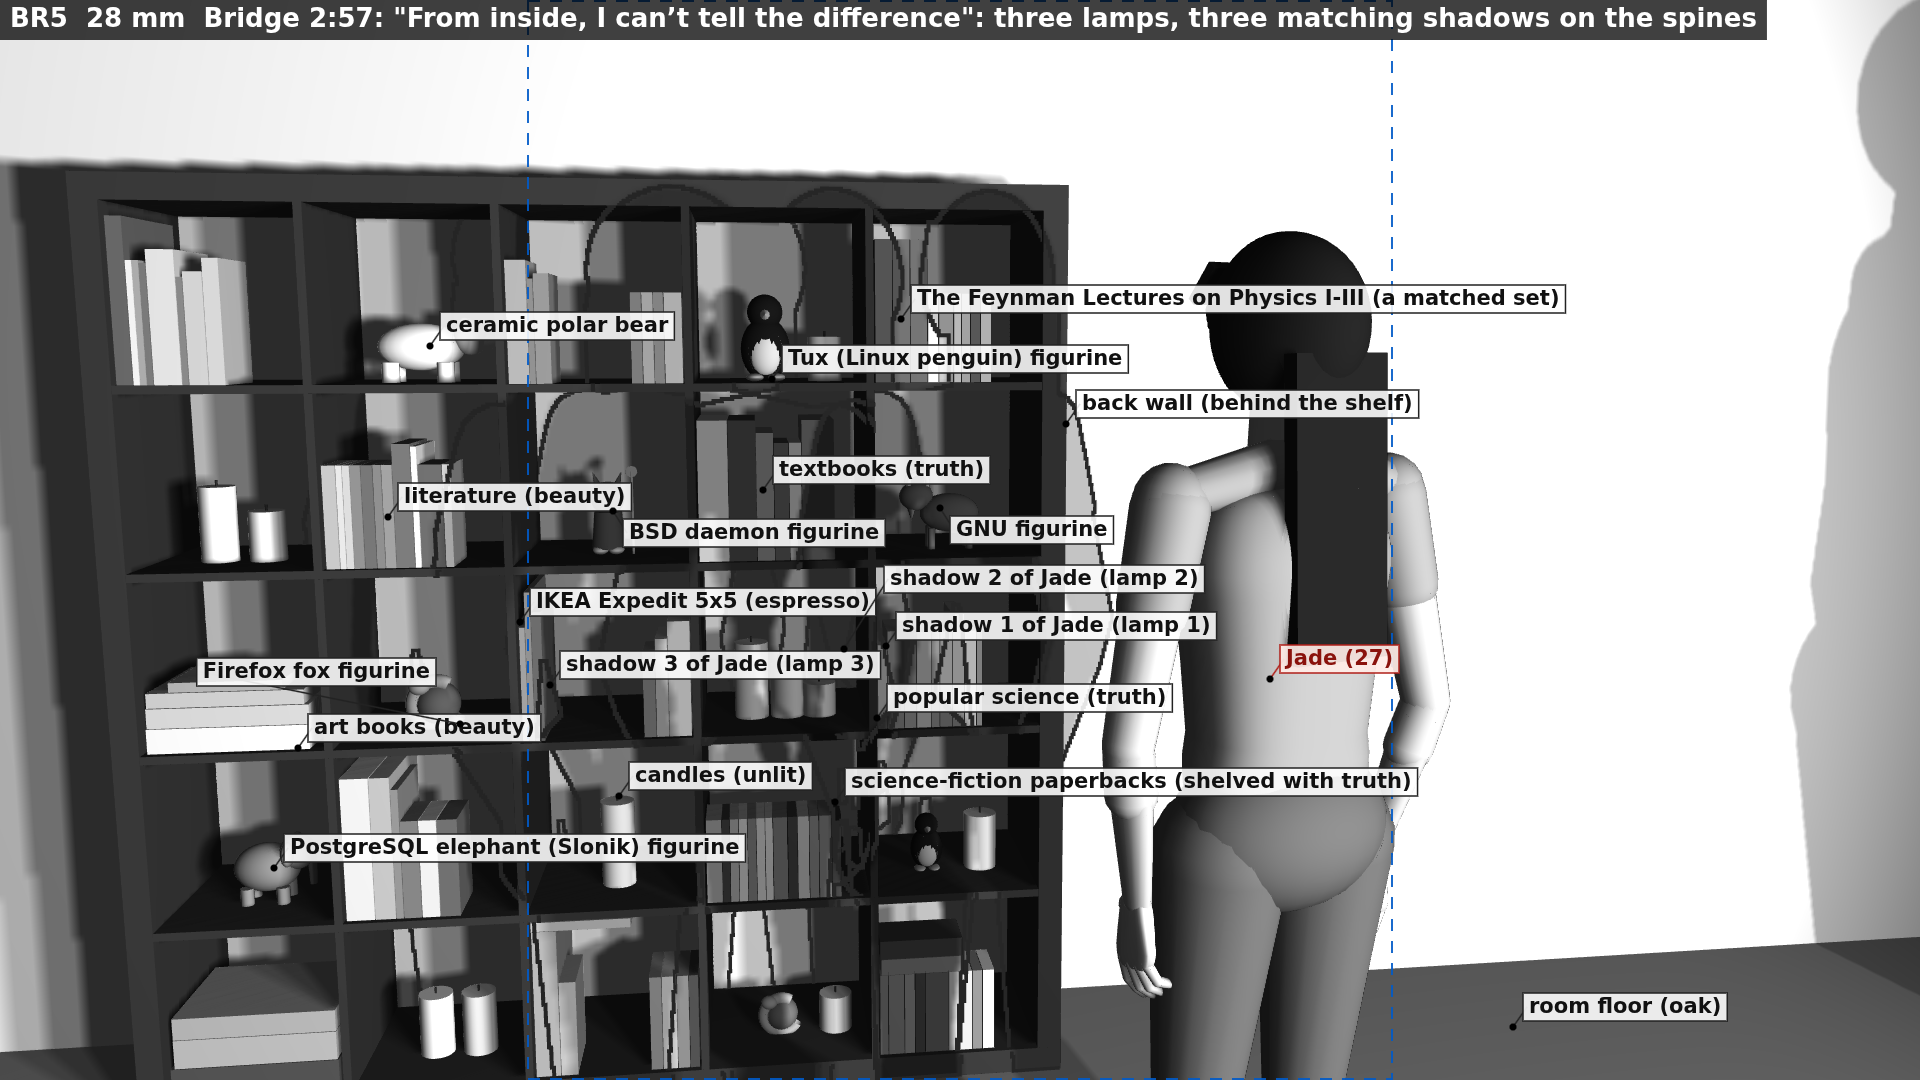 BR5 28 mm Bridge 2:57: "From inside, I can’t tell the difference": three lamps, three matching shadows on the spines
The Feynman Lectures on Physics I-III (a matched set)
ceramic polar bear
Tux (Linux penguin) figurine
back wall (behind the shelf)
textbooks (truth)
literature (beauty)
BSD daemon figurine
GNU figurine
shadow 2 of Jade (lamp 2)
IKEA Expedit 5x5 (espresso)
shadow 1 of Jade (lamp 1)
Jade (27)
shadow 3 of Jade (lamp 3)
Firefox fox figurine
popular science (truth)
art books (beauty)
candles (unlit)
science-fiction paperbacks (shelved with truth)
PostgreSQL elephant (Slonik) figurine
room floor (oak)